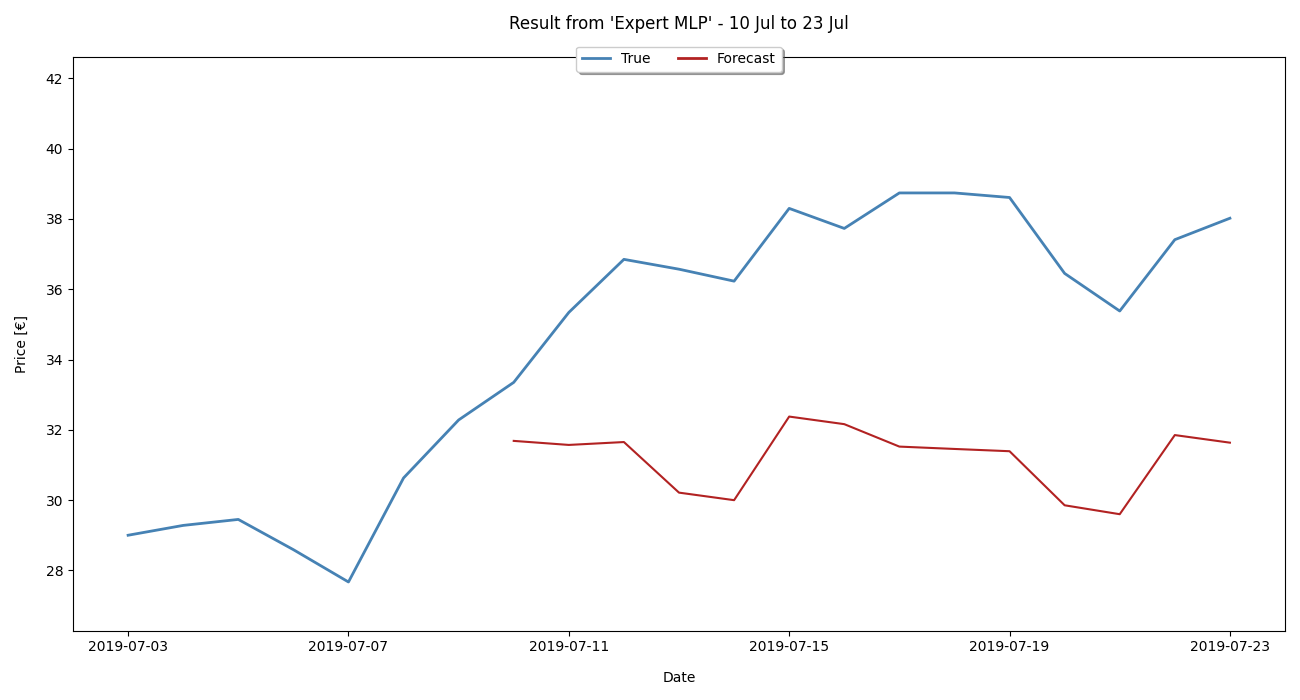 Result from 'Expert MLP' - 10 Jul to 23 Jul
True Forecast
Price [€]
42
40
38
36
34
32
30
28
2019-07-03 2019-07-07 2019-07-11 2019-07-15 2019-07-19 2019-07-23
Date